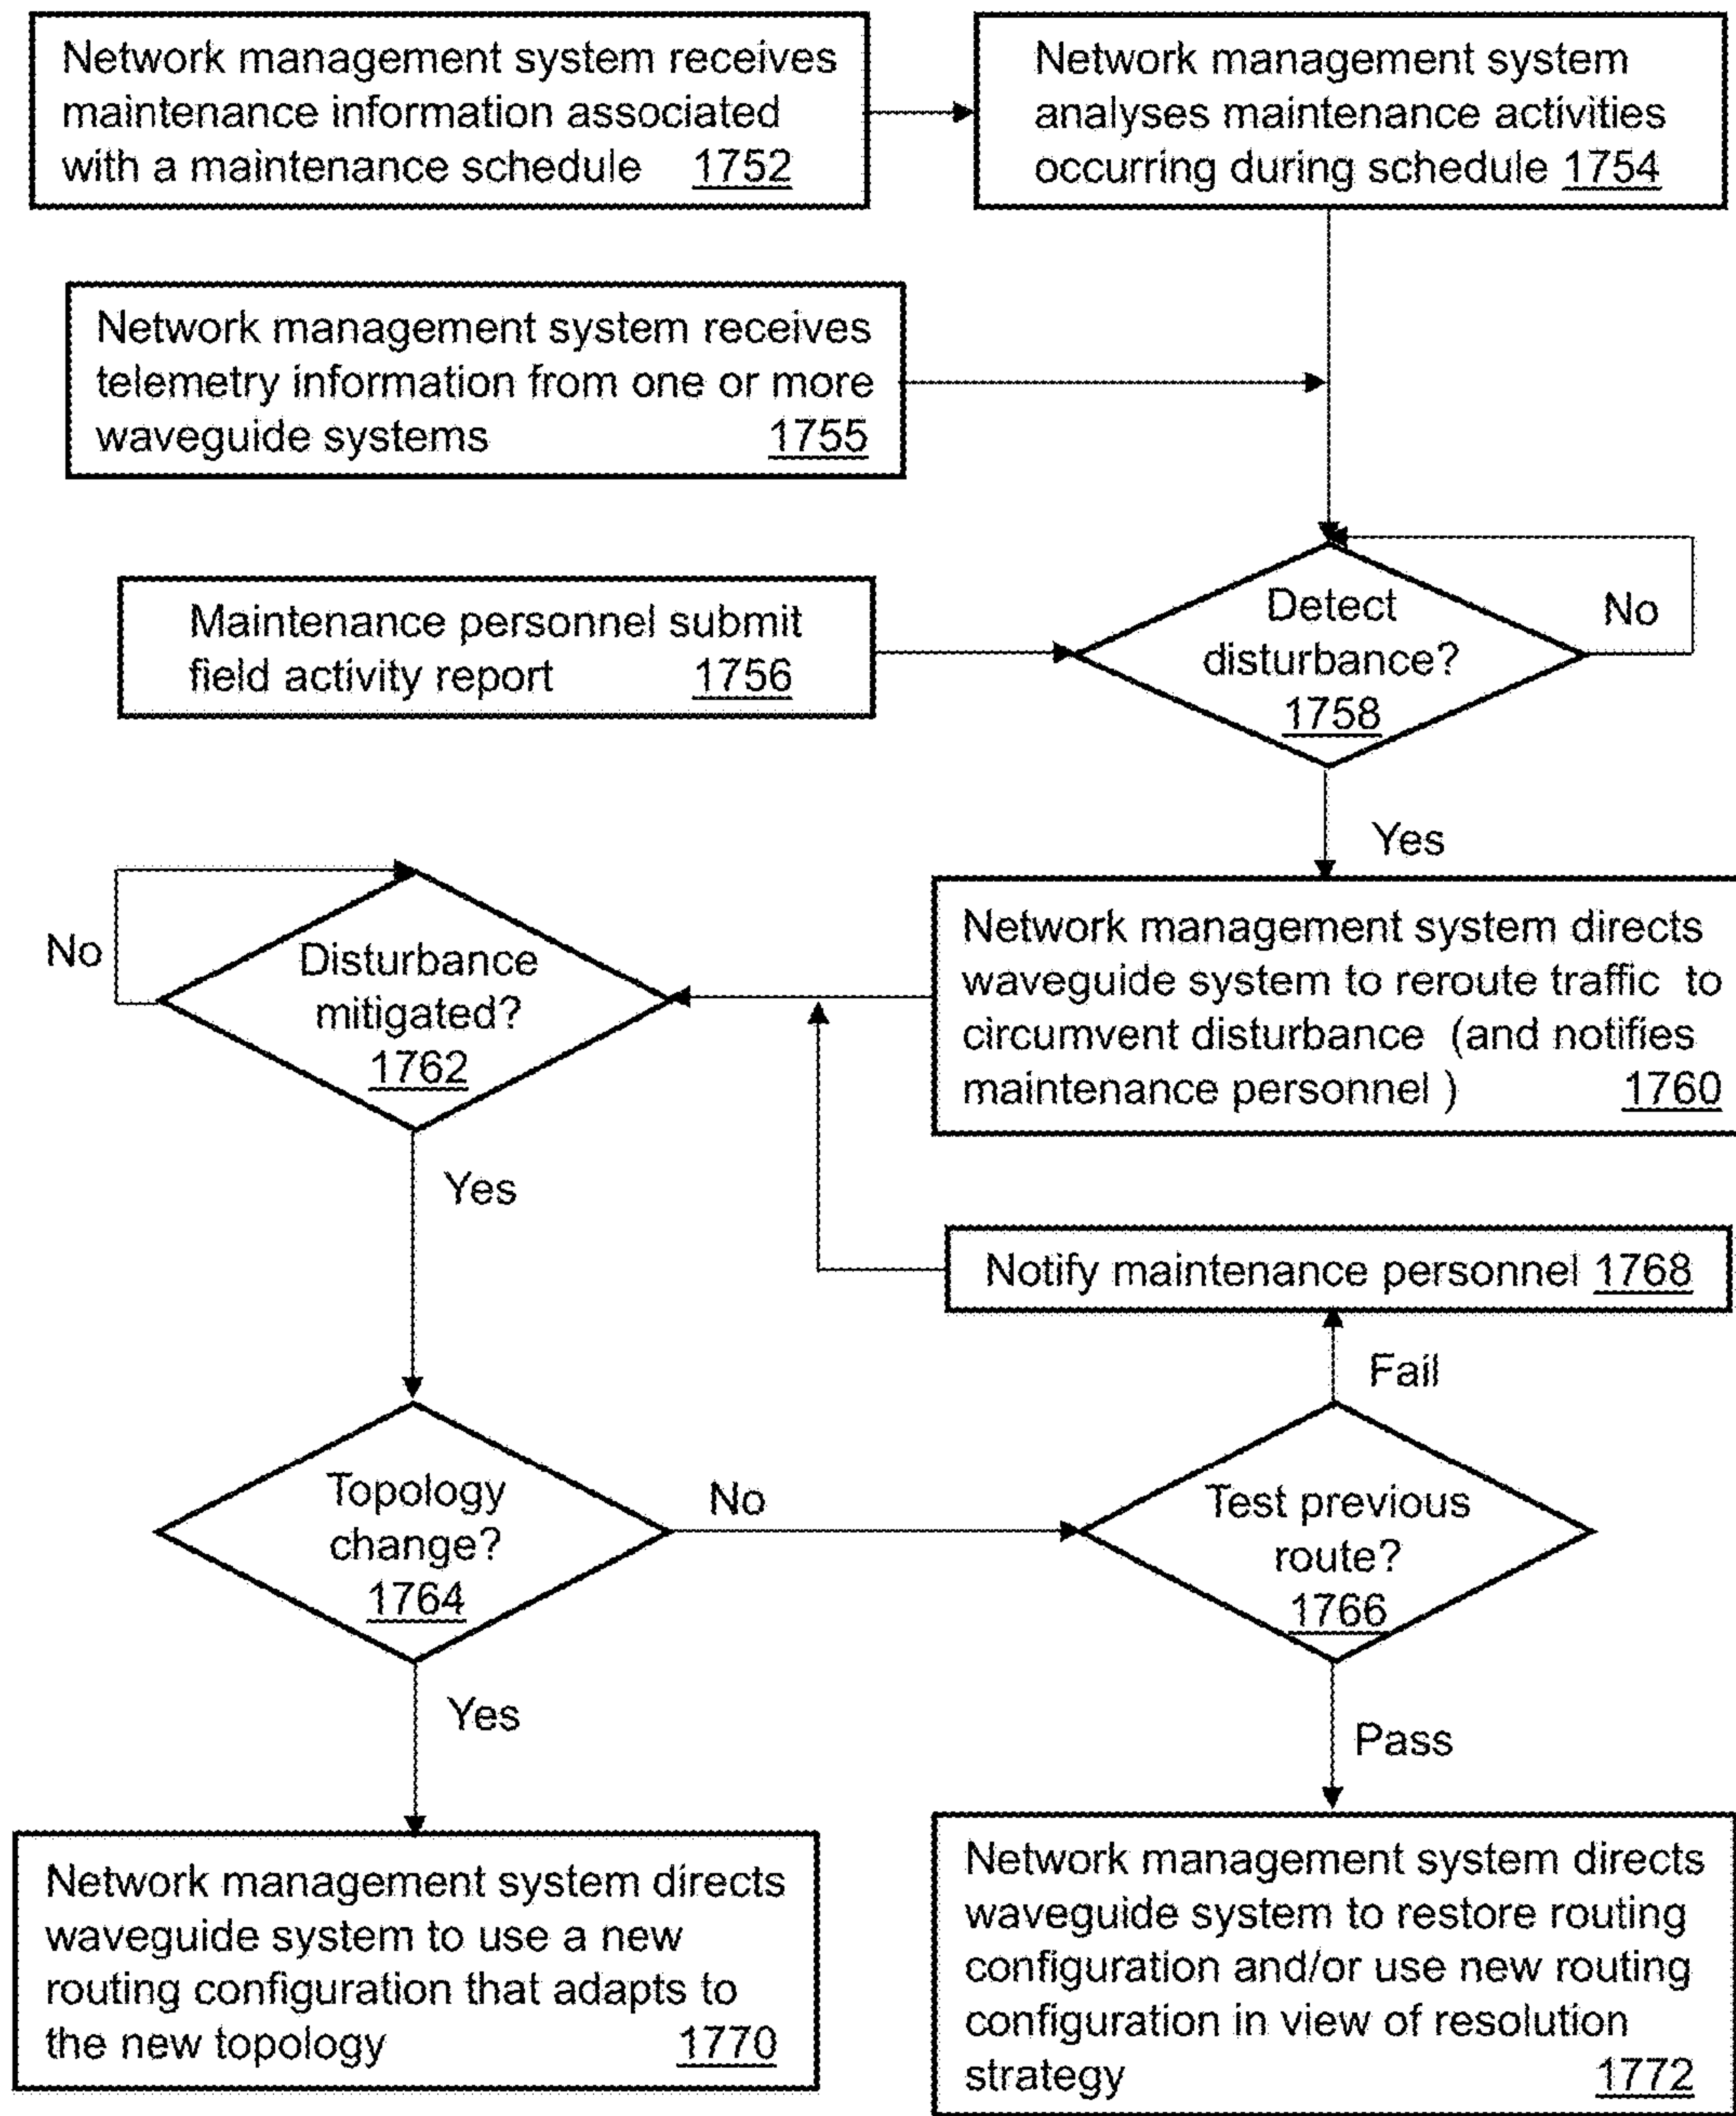 Network management system receives
maintenance information associated
with a maintenance schedule 1752
Network management system
analyses maintenance activities
occurring during schedule 1754
Network management system receives
telemetry information from one or more
waveguide systems 1755
Maintenance personnel submit
field activity report 1756
Detect
disturbance?
1758
No
Yes
Network management system directs
waveguide system to reroute traffic to
circumvent disturbance (and notifies
maintenance personnel ) 1760
No
Disturbance
mitigated?
1762
Yes
Notify maintenance personnel 1768
Fail
Topology
change?
1764
No
Test previous
route?
1766
Yes
Pass
Network management system directs
waveguide system to use a new
routing configuration that adapts to
the new topology 1770
Network management system directs
waveguide system to restore routing
configuration and/or use new routing
configuration in view of resolution
strategy 1772